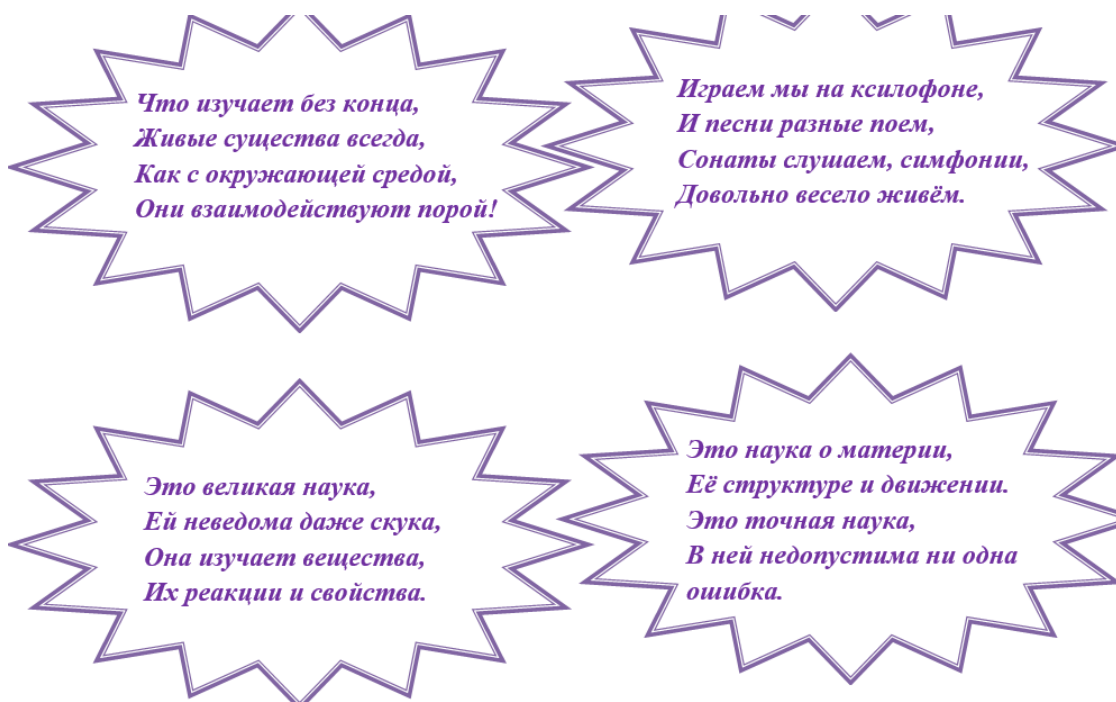 Что изучает без конца,
Живые существа всегда,
Как с окружающей средой,
Они взаимодействуют порой!
Играем мы на ксилофоне,
И песни разные поем,
Сонаты слушаем, симфонии,
Довольно весело живём.
Это великая наука,
Ей неведома даже скука,
Она изучает вещества,
Их реакции и свойства.
Это наука о материи,
Её структуре и движении.
Это точная наука,
В ней недопустима ни одна
ошибка.